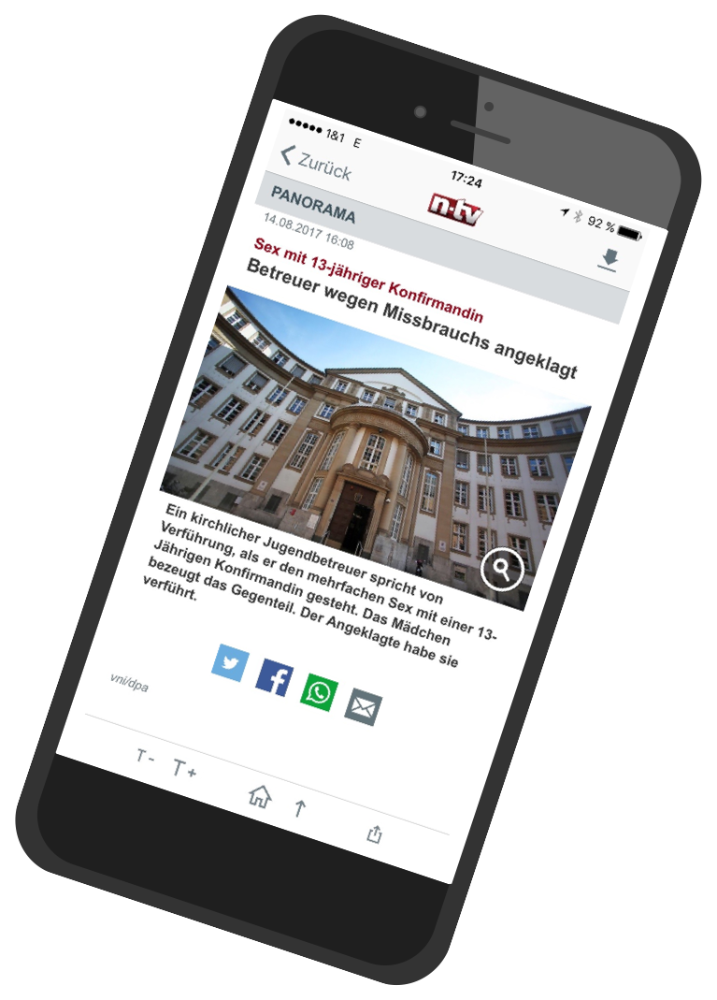 1&1 E
17:24
92 %
Zurück
n-tv
PANORAMA
14.08.2017 16:08
Sex mit 13-jähriger Konfirmandin
Betreuer wegen Missbrauchs angeklagt
Ein kirchlicher Jugendbetreuer spricht von
Verführung, als er den mehrfachen Sex mit einer 13-
Jährigen Konfirmandin gesteht. Das Mädchen
bezeugt das Gegenteil. Der Angeklagte habe sie
verführt.
vni/dpa
T- T+